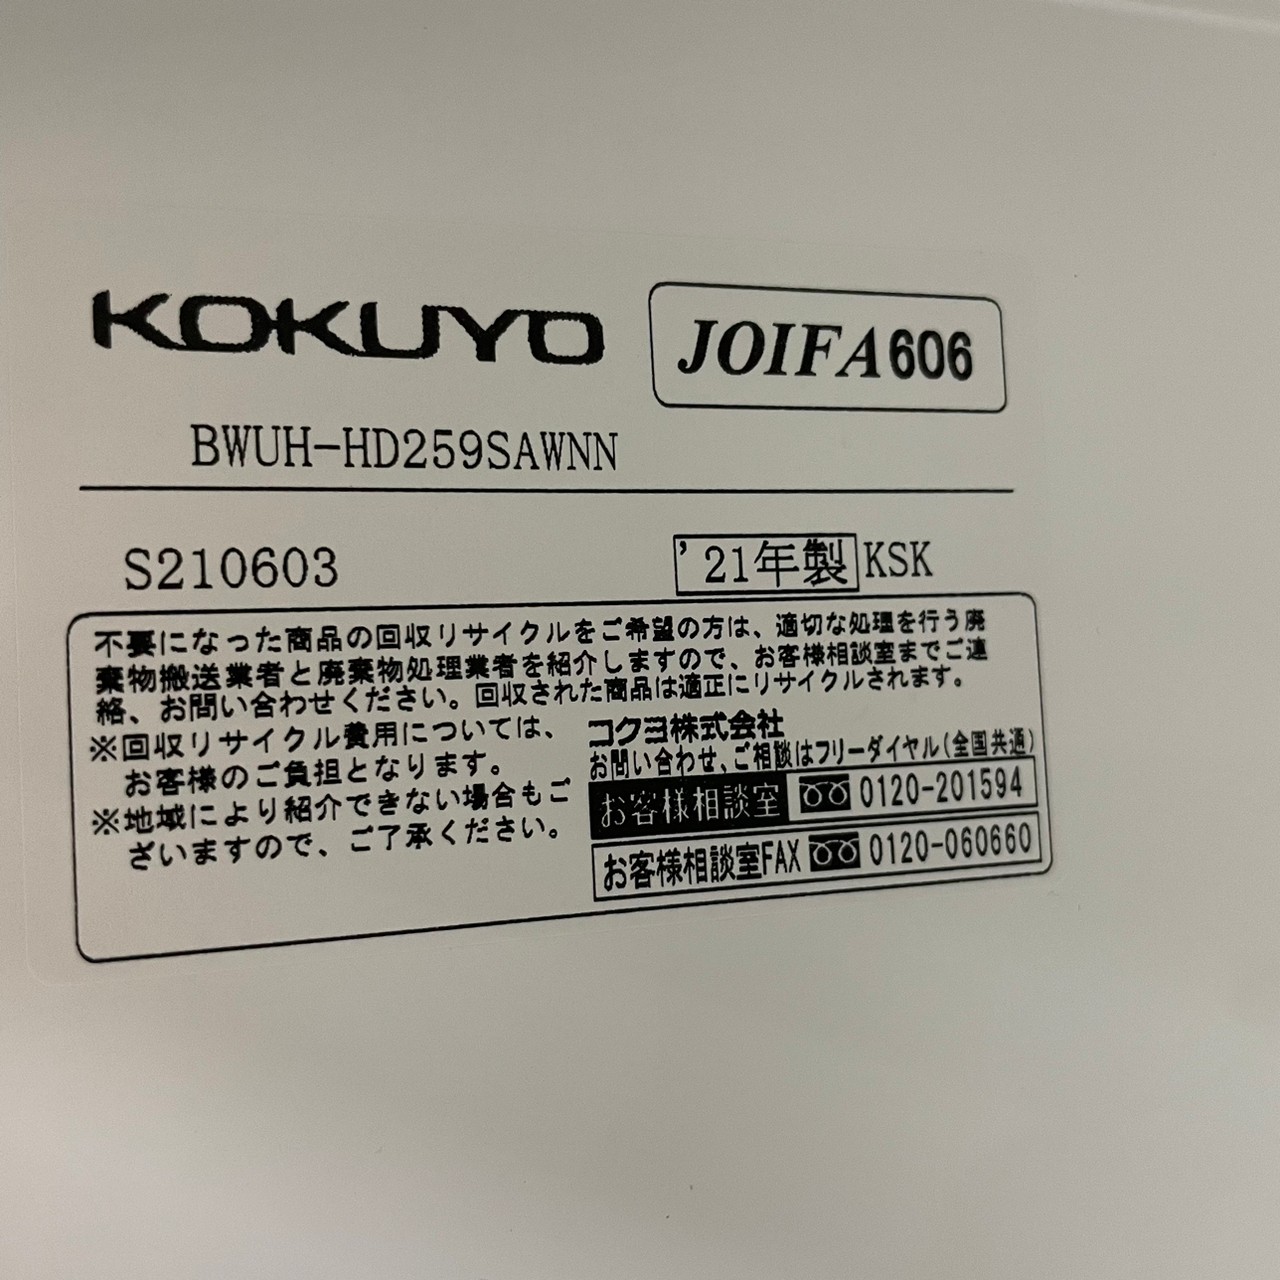 KOKUYO
JOIFA606
BWUH-HD259SAWNN
S210603
'21年製 KSK
不要になった商品の回収リサイクルをご希望の方は、適切な処理を行う廃
棄物搬送業者と廃棄物処理業者を紹介しますので、お客様相談室までご連
絡、お問い合わせください。回収された商品は適正にリサイクルされます。
※回収リサイクル費用については、
お客様のご負担となります。
※地域により紹介できない場合もご
ざいますので、ご了承ください。
コクヨ株式会社
お問い合わせ、ご相談はフリーダイヤル(全国共通)
お客様相談室 0120-201594
お客様相談室FAX 0120-060660